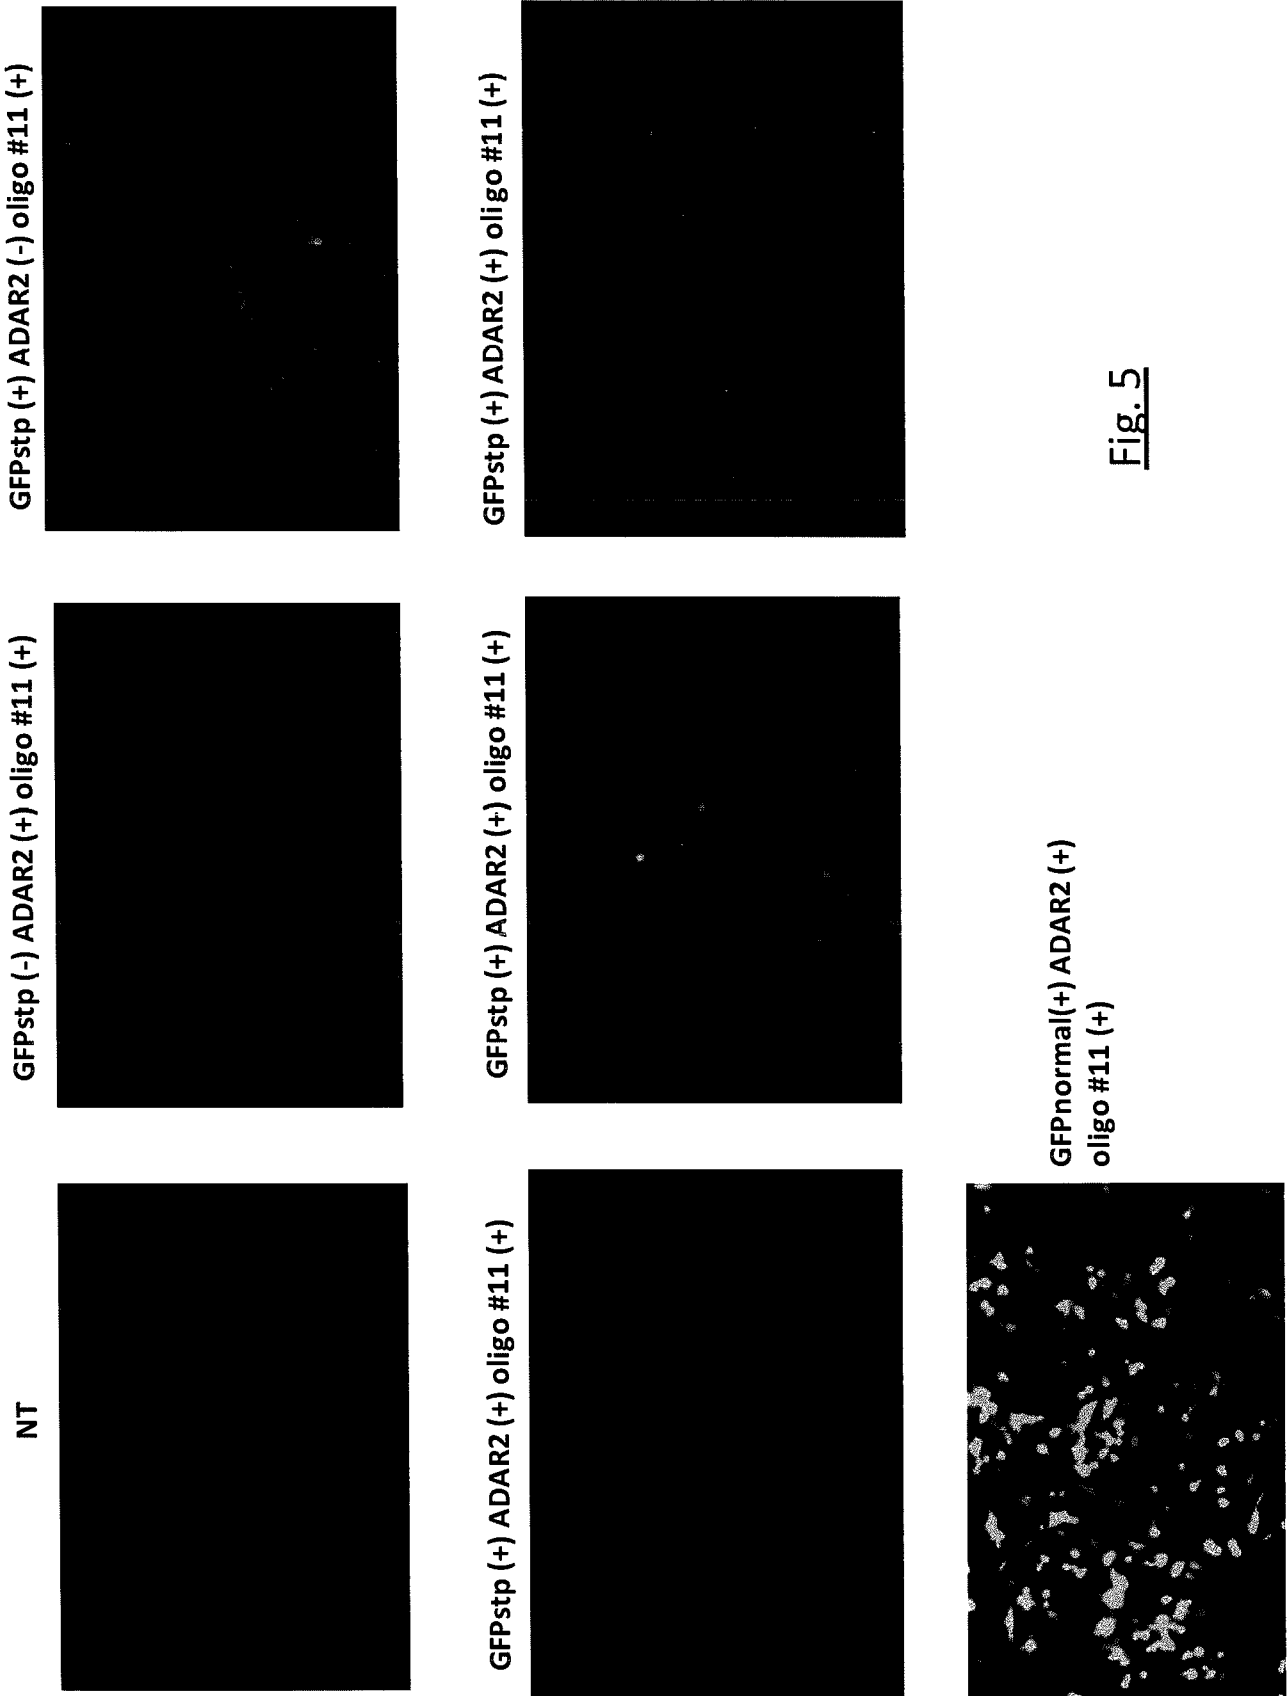 NT
GFPstp (-) ADAR2 (+) oligo #11 (+)
GFPstp (+) ADAR2 (-) oligo #11 (+)
GFPstp (+) ADAR2 (+) oligo #11 (+)
GFPstp (+) ADAR2 (+) oligo #11 (+)
GFPstp (+) ADAR2 (+) oligo #11 (+)
GFPnormal(+) ADAR2 (+)
oligo #11 (+)
Fig. 5